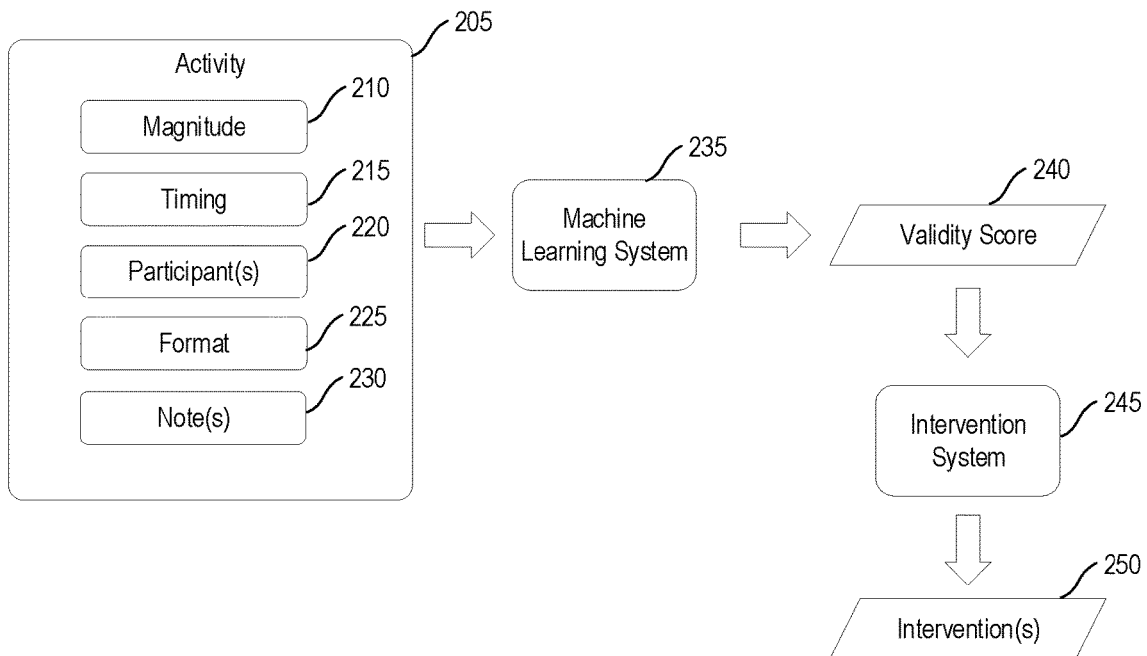 205
Activity
210
Magnitude
215
Timing
220
Participant(s)
225
Format
230
Note(s)
235
Machine
Learning System
240
Validity Score
245
Intervention
System
250
Intervention(s)